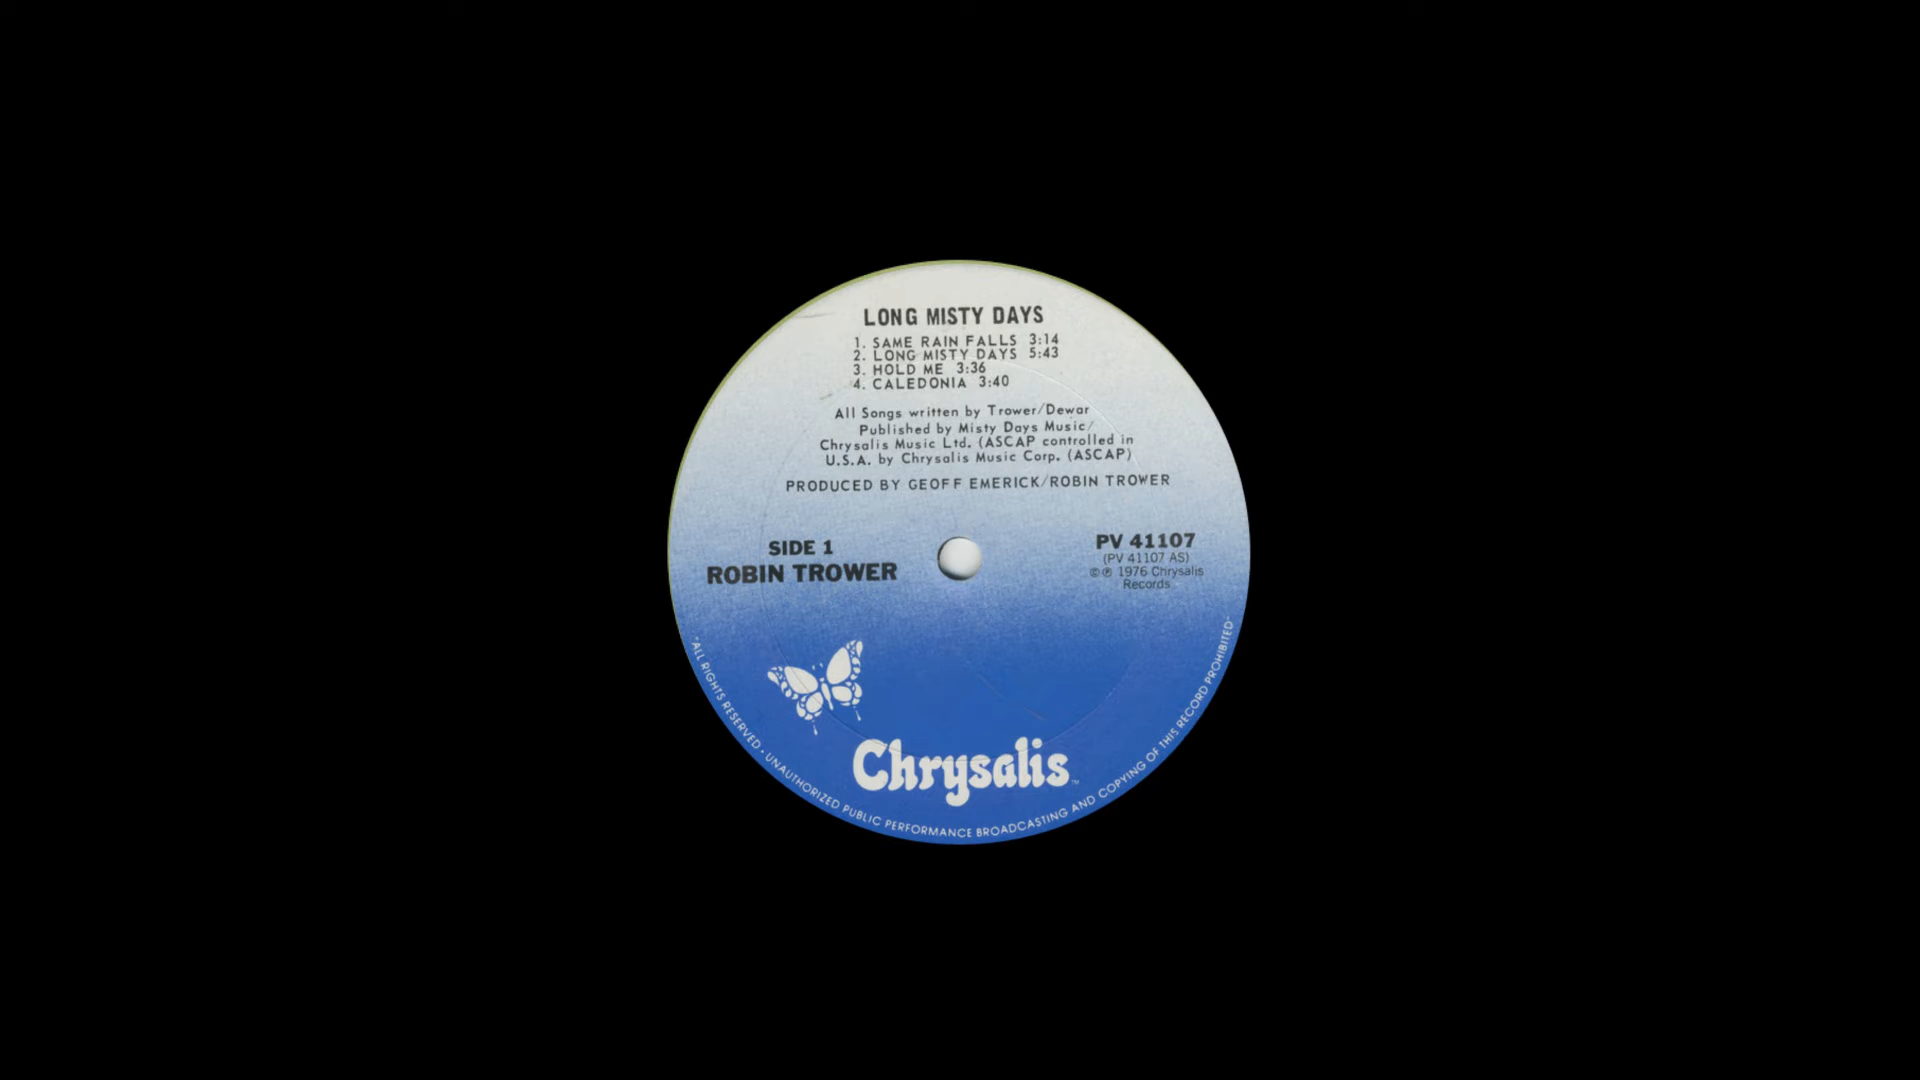 LONG MISTY DAYS
1. SAME RAIN FALLS 3:14
2. LONG MISTY DAYS 5:43
3. HOLD ME 3:36
4. CALEDONIA 3:40
All Songs written by Trower/Dewar
Published by Misty Days Music/
Chrysalis Music Ltd. (ASCAP controlled in
U.S.A. by Chrysalis Music Corp. (ASCAP)
PRODUCED BY GEOFF EMERICK/ROBIN TROWER
SIDE 1
ROBIN TROWER
PV 41107
(PV 41107 AS)
©℗ 1976 Chrysalis
Records
Chrysalis™
"ALL RIGHTS RESERVED • UNAUTHORIZED PUBLIC PERFORMANCE BROADCASTING AND COPYING OF THIS RECORD PROHIBITED"